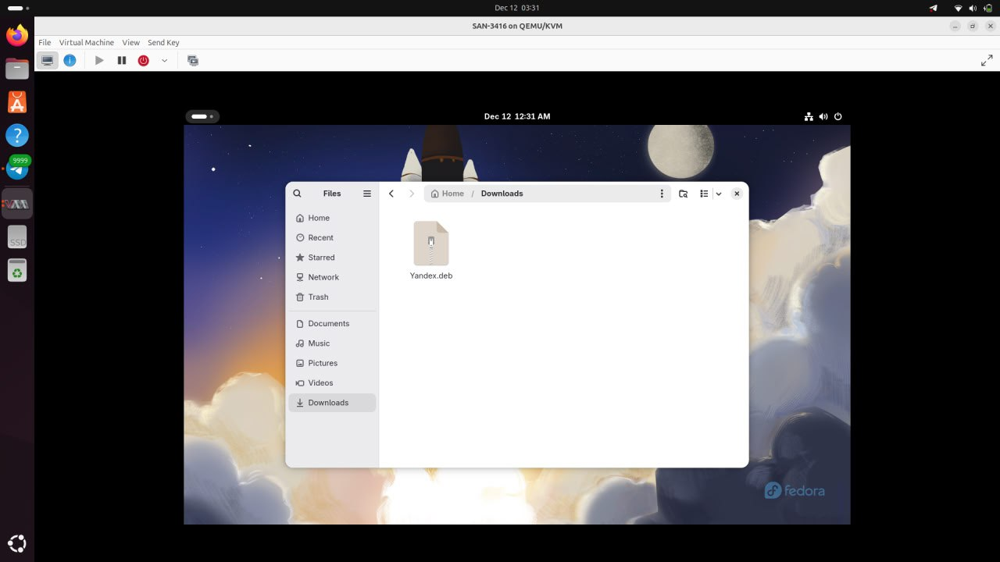 Dec 12 03:31
SAN-3416 on QEMU/KVM
File Virtual Machine View Send Key
9999
SSD
Dec 12 12:31 AM
Files
Home / Downloads
Home
Recent
Starred
Network
Trash
Documents
Music
Pictures
Videos
Downloads
Yandex.deb
fedora